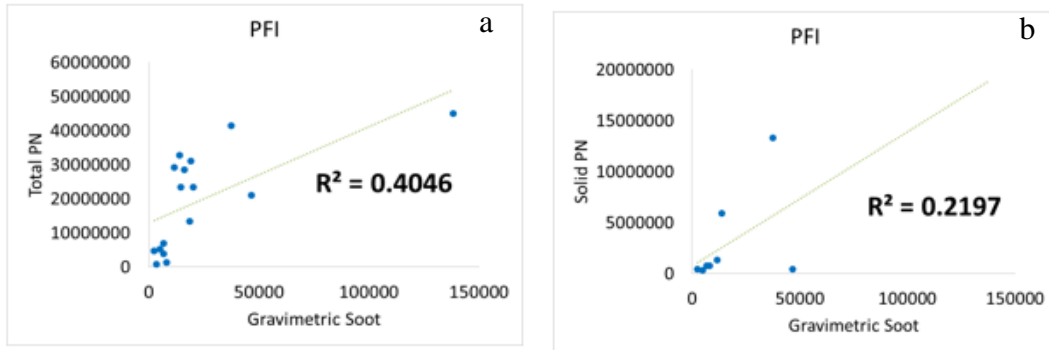 PFI
a
60000000
50000000
40000000
30000000
20000000
10000000
0
Total PN
R² = 0.4046
0
50000
100000
150000
Gravimetric Soot
PFI
b
20000000
15000000
10000000
5000000
0
Solid PN
R² = 0.2197
0
50000
100000
150000
Gravimetric Soot